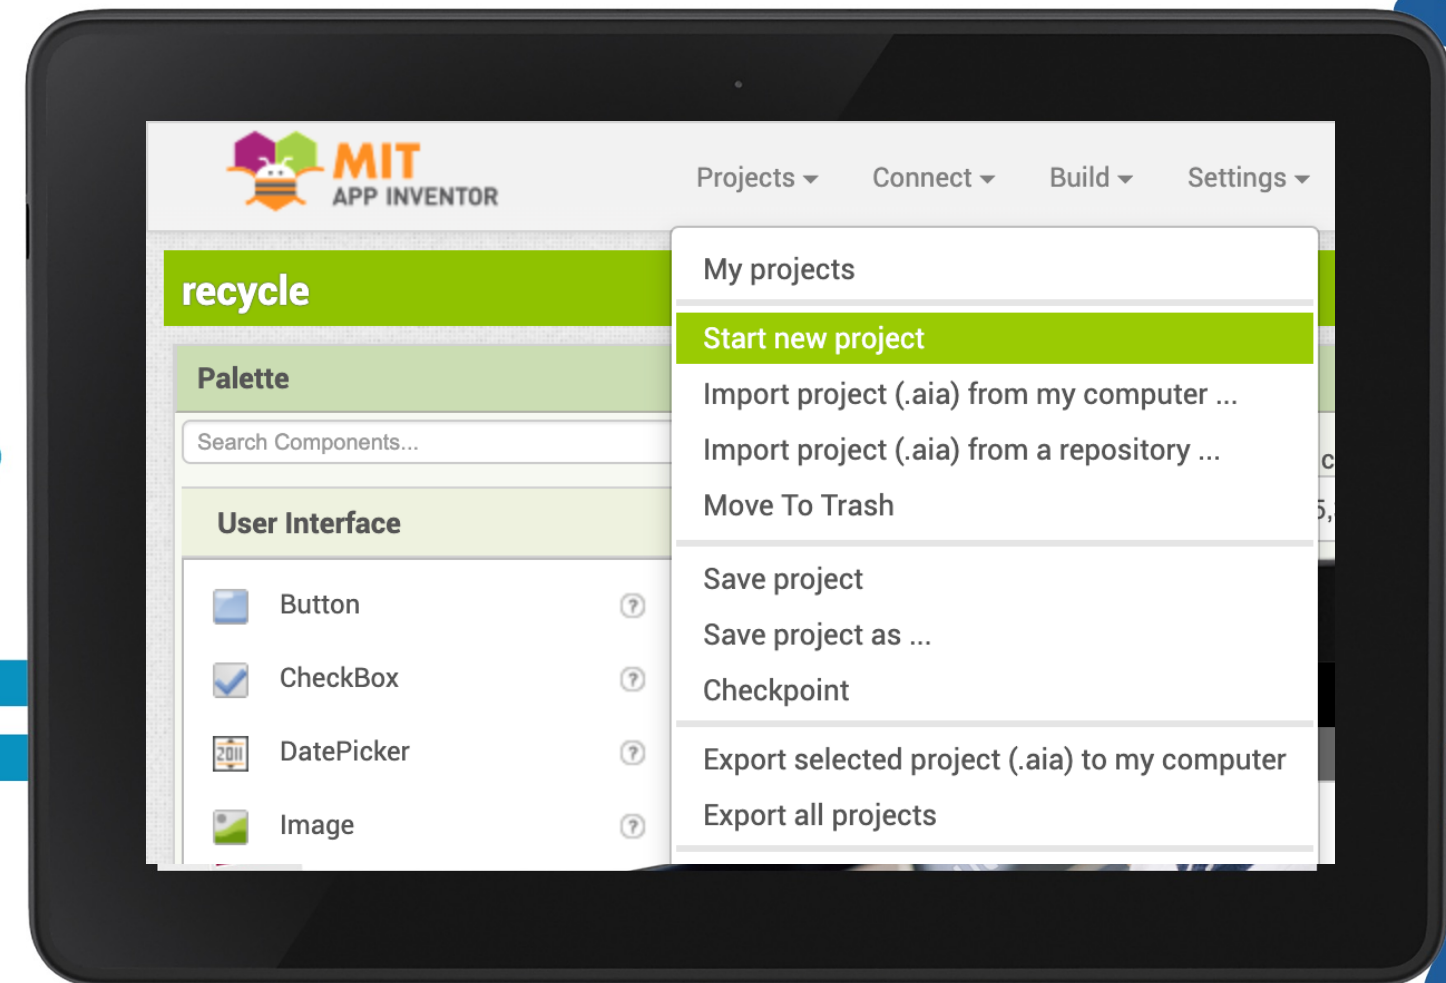 MIT
APP INVENTOR
Projects
Connect
Build
Settings
recycle
Palette
Search Components...
User Interface
Button
?
CheckBox
?
2011
DatePicker
?
Image
?
My projects
Start new project
Import project (.aia) from my computer ...
Import project (.aia) from a repository ...
Move To Trash
Save project
Save project as ...
Checkpoint
Export selected project (.aia) to my computer
Export all projects